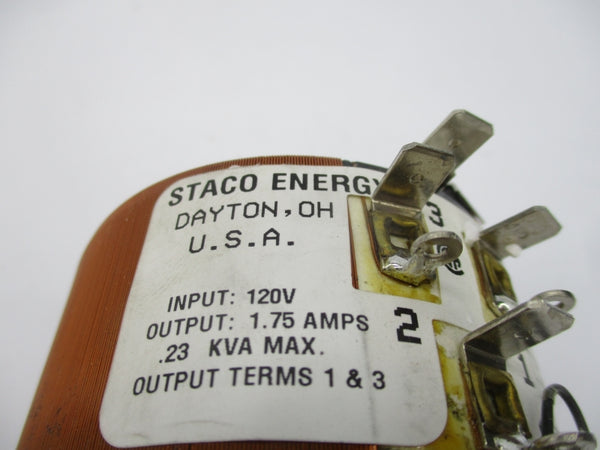 STACO ENERGY
DAYTON, OH
U.S.A.
3
INPUT: 120V
OUTPUT: 1.75 AMPS
2
.23 KVA MAX.
OUTPUT TERMS 1 & 3